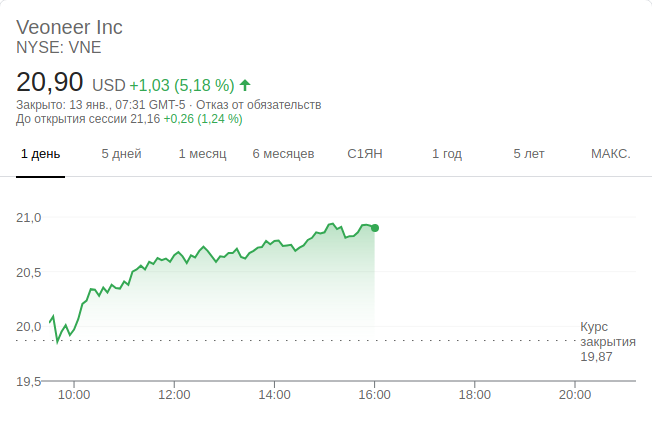 Veoneer Inc
NYSE: VNE
20,90 USD +1,03 (5,18 %)
Закрыто: 13 янв., 07:31 GMT-5 · Отказ от обязательств
До открытия сессии 21,16 +0,26 (1,24 %)
1 день 5 дней 1 месяц 6 месяцев С1ЯН 1 год 5 лет МАКС.
21,0
20,5
20,0
Курс
закрытия
19,87
19,5
10:00 12:00 14:00 16:00 18:00 20:00